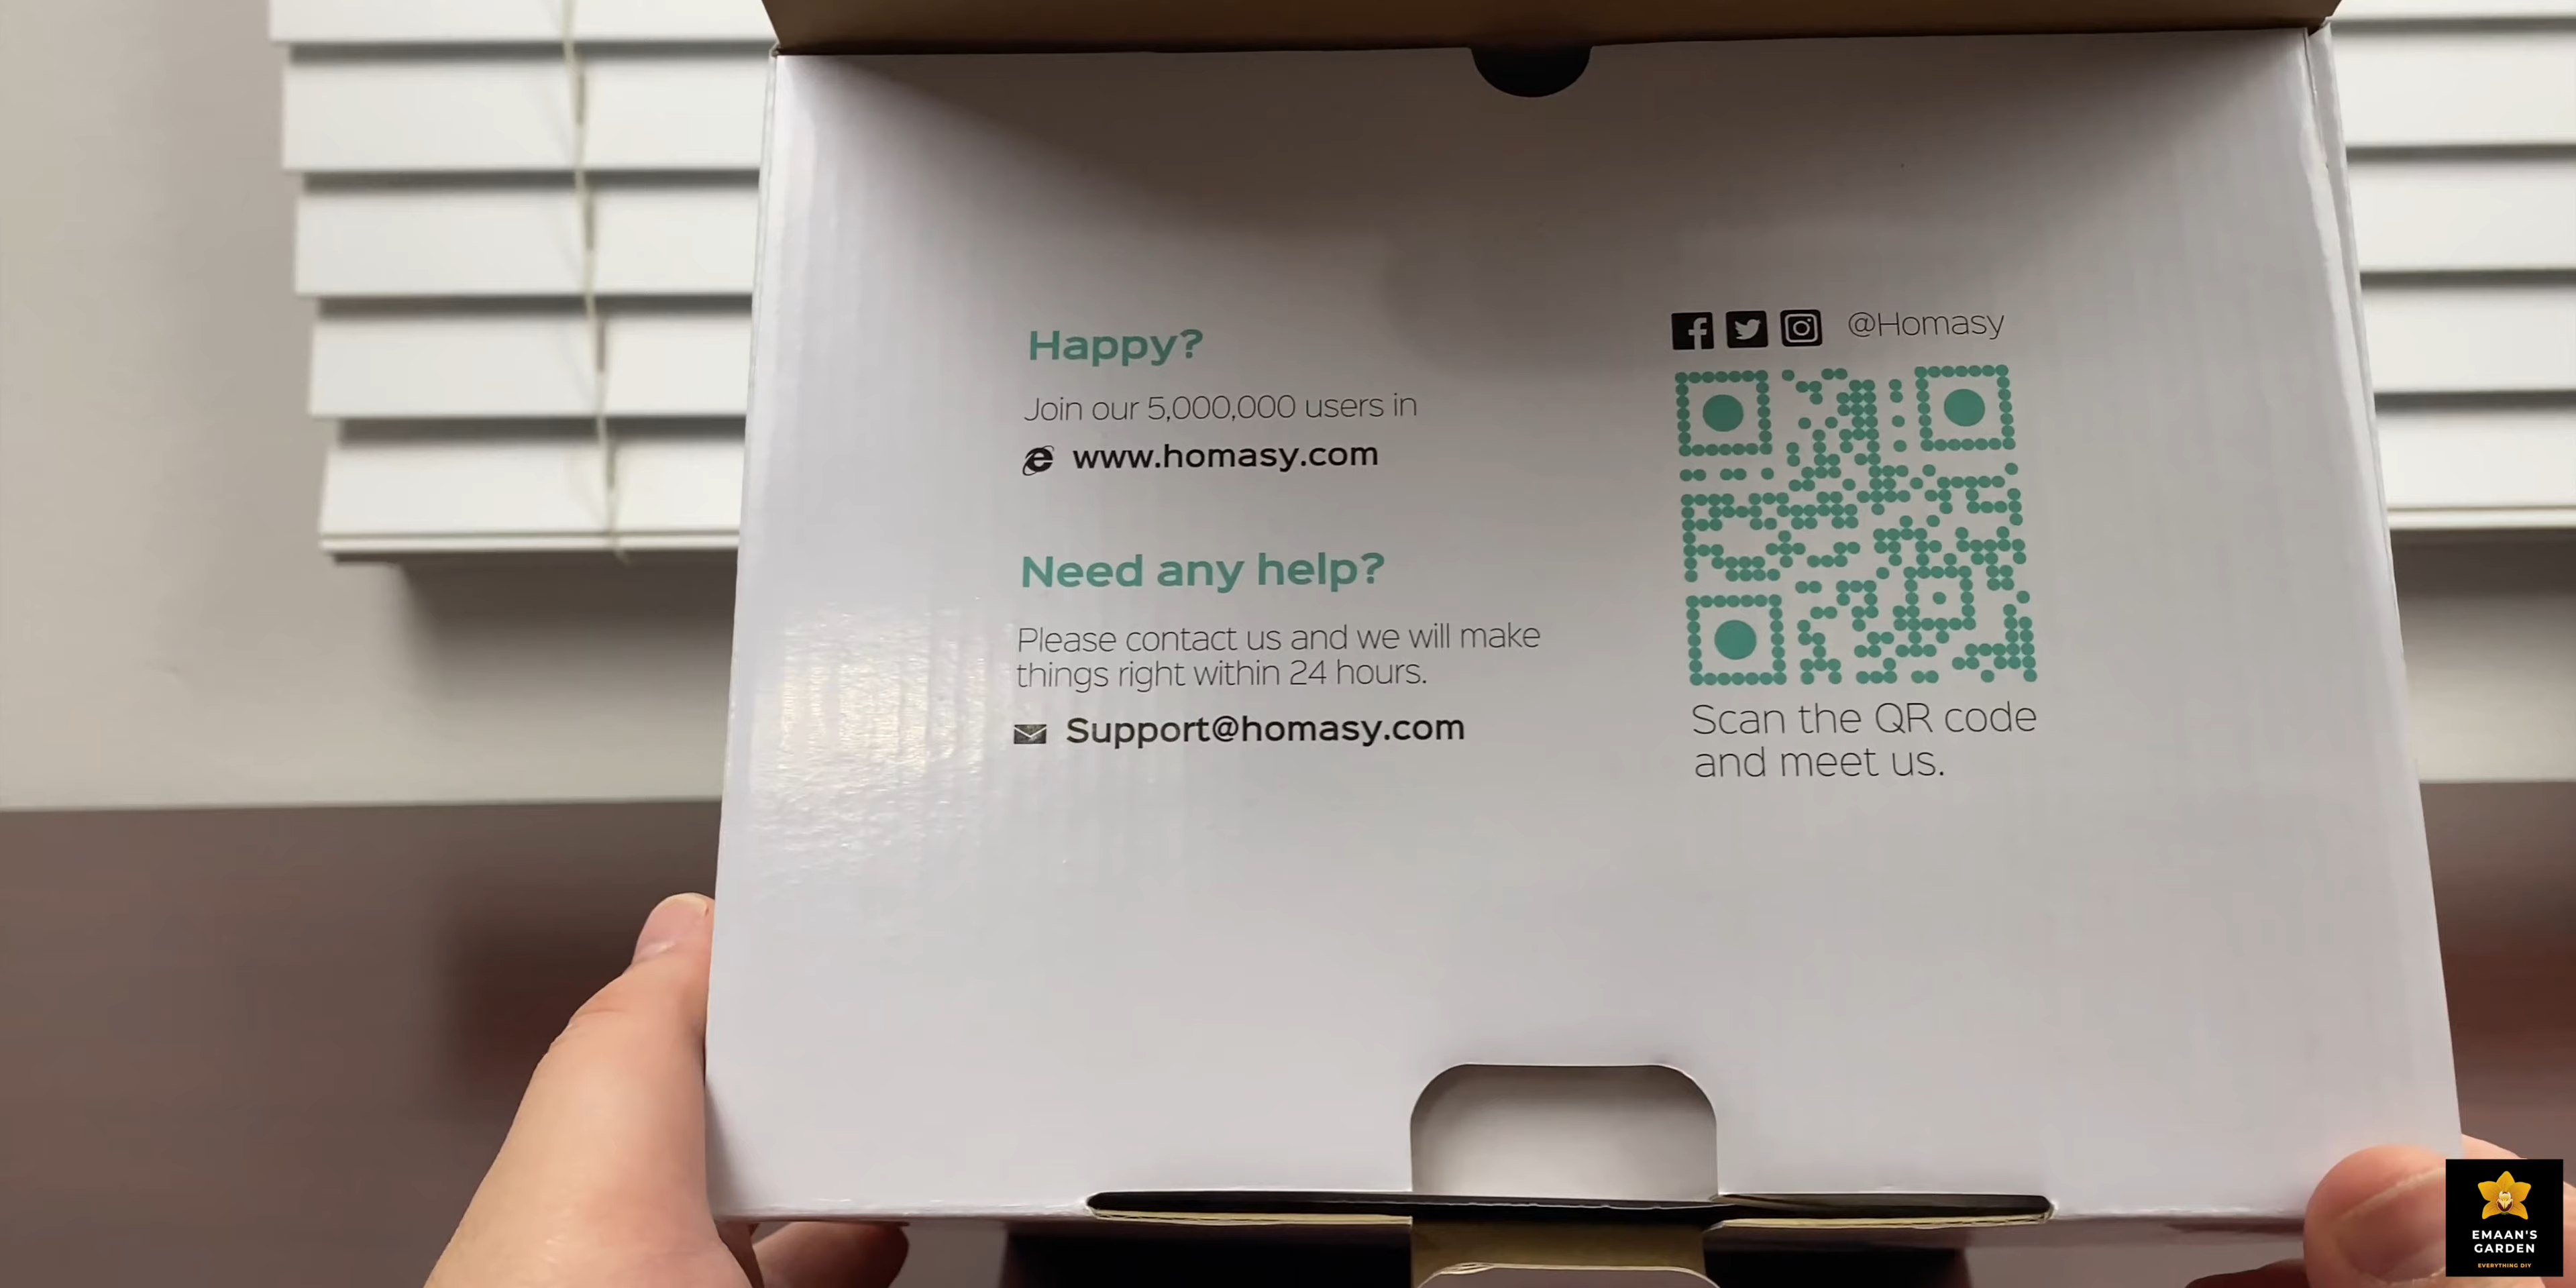 Happy?
Join our 5,000,000 users in
www.homasy.com
Need any help?
Please contact us and we will make
things right within 24 hours.
Support@homasy.com
@Homasy
Scan the QR code
and meet us.
EMAAN'S
GARDEN
EVERYTHING DIY